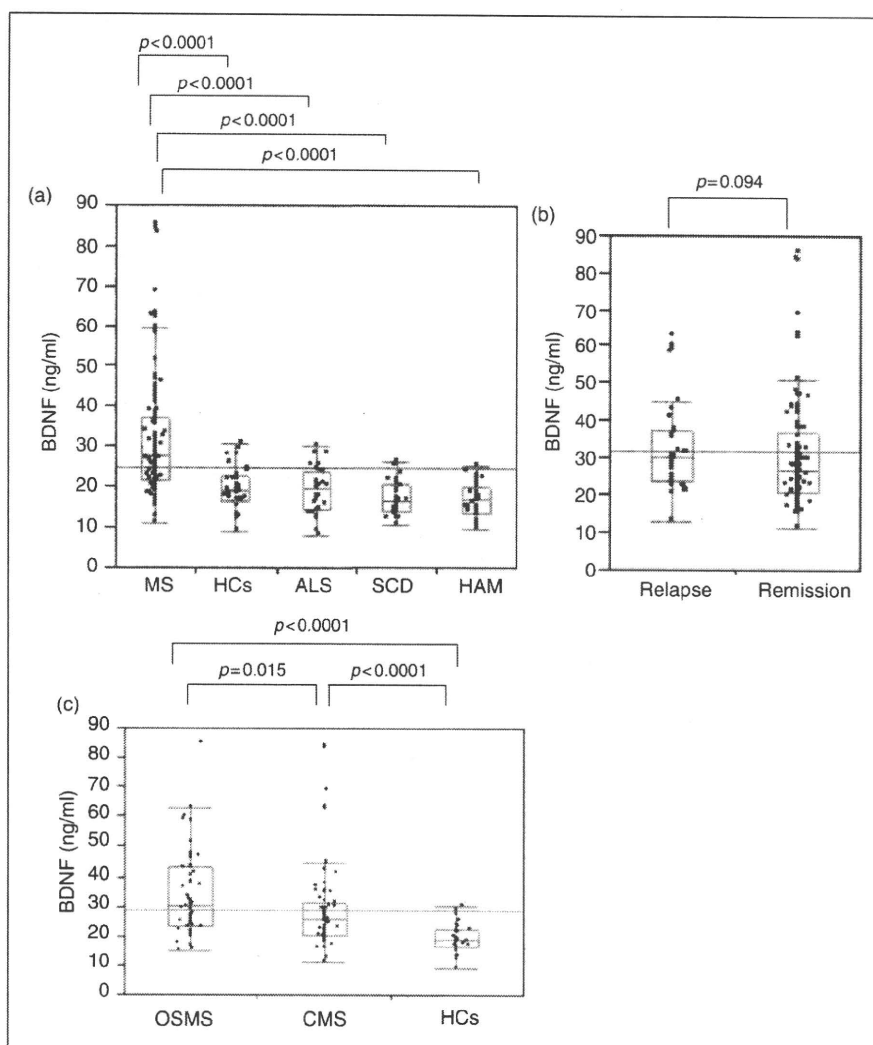 p<0.0001
p<0.0001
p<0.0001
p<0.0001
(a)
90
80
70
60
50
40
30
20
10
0
BDNF (ng/ml)
MS HCs ALS SCD HAM
p=0.094
(b)
90
80
70
60
50
40
30
20
10
0
BDNF (ng/ml)
Relapse Remission
p<0.0001
p=0.015 p<0.0001
(c)
90
80
70
60
50
40
30
20
10
0
BDNF (ng/ml)
OSMS CMS HCs